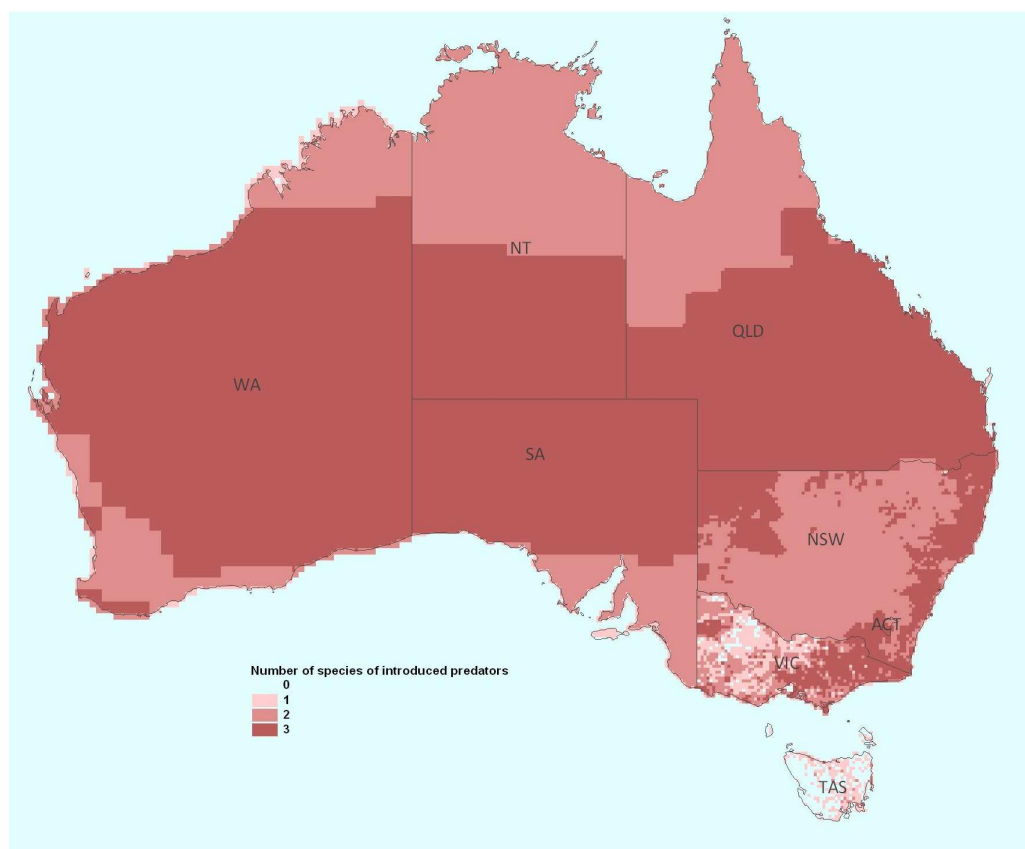 NT
QLD
WA
SA
NSW
ACT
VIC
Number of species of introduced predators
0
1
2
3
TAS